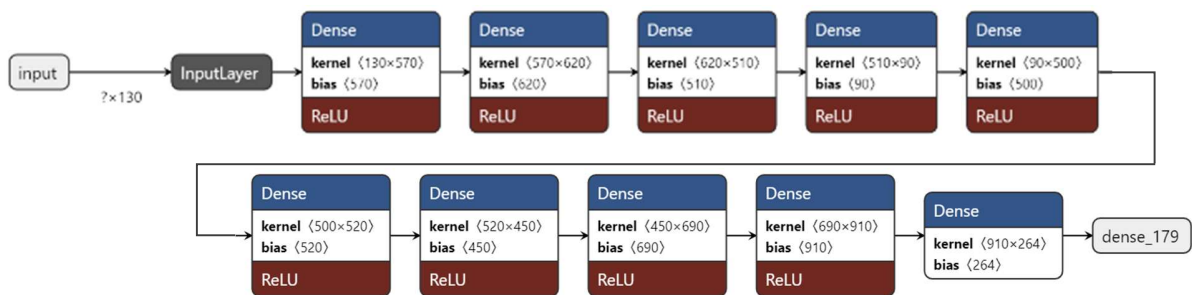 input
?×130
InputLayer
Dense
kernel ⟨130×570⟩
bias ⟨570⟩
ReLU
Dense
kernel ⟨570×620⟩
bias ⟨620⟩
ReLU
Dense
kernel ⟨620×510⟩
bias ⟨510⟩
ReLU
Dense
kernel ⟨510×90⟩
bias ⟨90⟩
ReLU
Dense
kernel ⟨90×500⟩
bias ⟨500⟩
ReLU
Dense
kernel ⟨500×520⟩
bias ⟨520⟩
ReLU
Dense
kernel ⟨520×450⟩
bias ⟨450⟩
ReLU
Dense
kernel ⟨450×690⟩
bias ⟨690⟩
ReLU
Dense
kernel ⟨690×910⟩
bias ⟨910⟩
ReLU
Dense
kernel ⟨910×264⟩
bias ⟨264⟩
dense_179